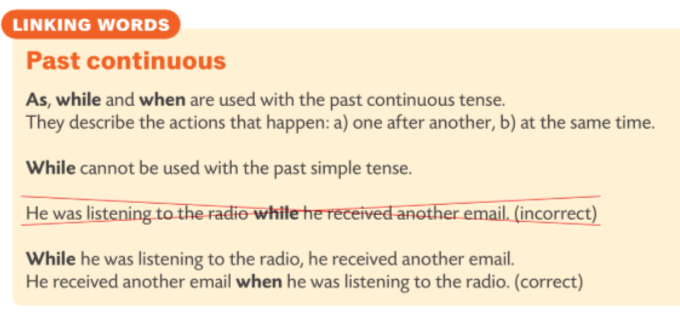 LINKING WORDS
Past continuous
As, while and when are used with the past continuous tense.
They describe the actions that happen: a) one after another, b) at the same time.
While cannot be used with the past simple tense.
He was listening to the radio while he received another email. (incorrect)
While he was listening to the radio, he received another email.
He received another email when he was listening to the radio. (correct)